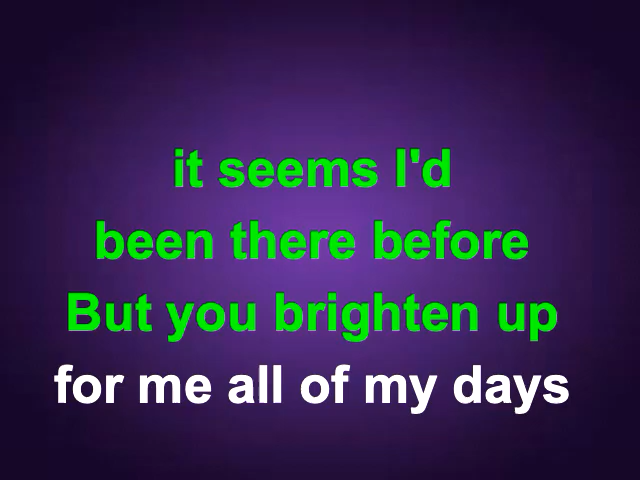 it seems I'd
been there before
But you brighten up
for me all of my days